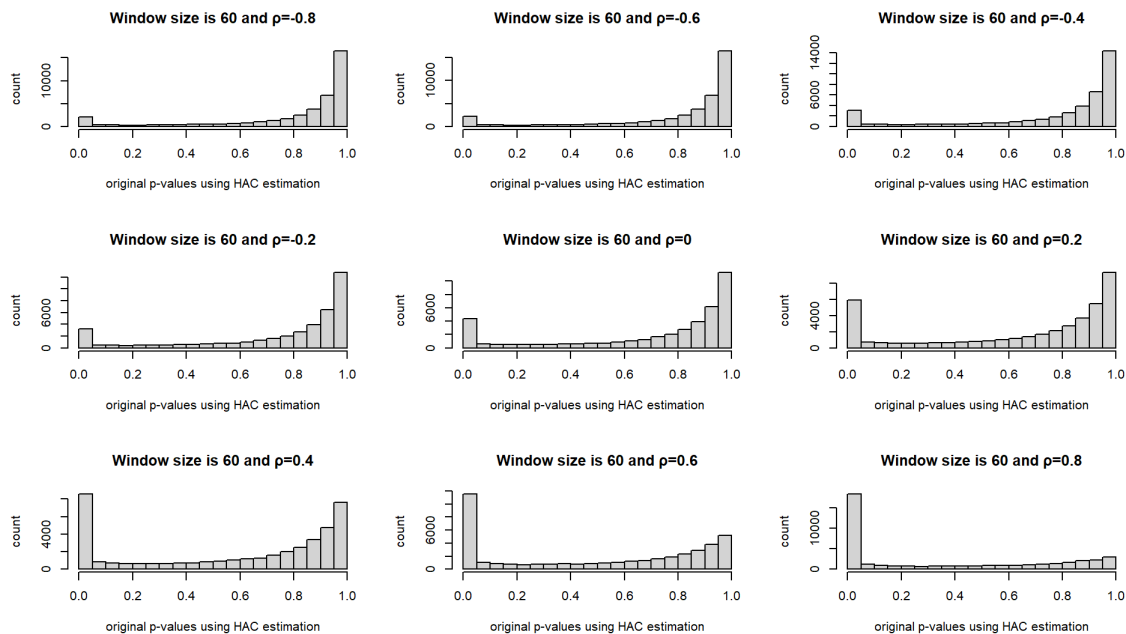 Window size is 60 and ρ=-0.8
count
0 10000
0.0 0.2 0.4 0.6 0.8 1.0
original p-values using HAC estimation
Window size is 60 and ρ=-0.6
count
0 10000
0.0 0.2 0.4 0.6 0.8 1.0
original p-values using HAC estimation
Window size is 60 and ρ=-0.4
count
0 6000 14000
0.0 0.2 0.4 0.6 0.8 1.0
original p-values using HAC estimation
Window size is 60 and ρ=-0.2
count
0 6000
0.0 0.2 0.4 0.6 0.8 1.0
original p-values using HAC estimation
Window size is 60 and ρ=0
count
0 6000
0.0 0.2 0.4 0.6 0.8 1.0
original p-values using HAC estimation
Window size is 60 and ρ=0.2
count
0 4000
0.0 0.2 0.4 0.6 0.8 1.0
original p-values using HAC estimation
Window size is 60 and ρ=0.4
count
0 4000
0.0 0.2 0.4 0.6 0.8 1.0
original p-values using HAC estimation
Window size is 60 and ρ=0.6
count
0 6000
0.0 0.2 0.4 0.6 0.8 1.0
original p-values using HAC estimation
Window size is 60 and ρ=0.8
count
0 10000
0.0 0.2 0.4 0.6 0.8 1.0
original p-values using HAC estimation